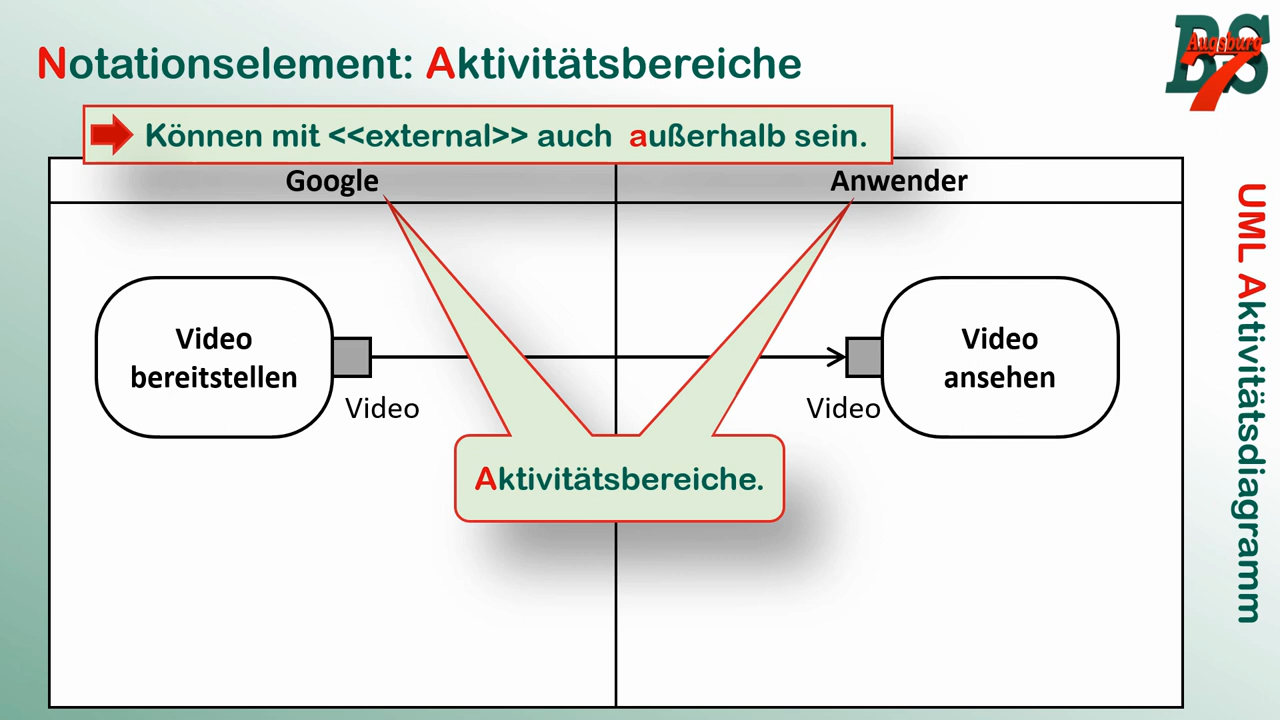 Notationselement: Aktivitätsbereiche
BS
Augsburg
7
Können mit <<external>> auch außerhalb sein.
Google
Anwender
Video
bereitstellen
Video
ansehen
Video
Video
Aktivitätsbereiche.
UML Aktivitätsdiagramm